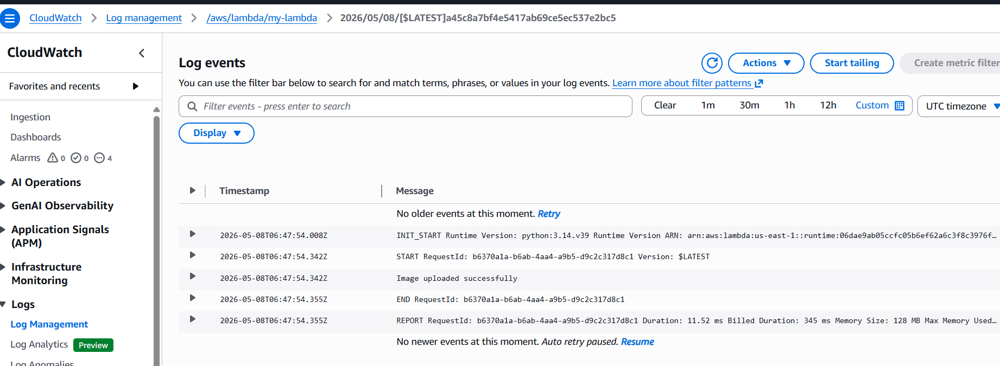 CloudWatch > Log management > /aws/lambda/my-lambda > 2026/05/08/[$LATEST]a45c8a7bf4e5417ab69ce5ec537e2bc5
CloudWatch
Favorites and recents
Ingestion
Dashboards
Alarms 0 0 4
AI Operations
GenAI Observability
Application Signals
(APM)
Infrastructure
Monitoring
Logs
Log Management
Log Analytics Preview
Log Anomalies
Log events
Actions
Start tailing
Create metric filter
You can use the filter bar below to search for and match terms, phrases, or values in your log events. Learn more about filter patterns
Filter events - press enter to search
Clear 1m 30m 1h 12h Custom
UTC timezone
Display
Timestamp Message
No older events at this moment. Retry
2026-05-08T06:47:54.008Z INIT_START Runtime Version: python:3.14.v39 Runtime Version ARN: arn:aws:lambda:us-east-1::runtime:06dae9ab05ccfc05b6ef62a6c3f8c3976f…
2026-05-08T06:47:54.342Z START RequestId: b6370a1a-b6ab-4aa4-a9b5-d9c2c317d8c1 Version: $LATEST
2026-05-08T06:47:54.342Z Image uploaded successfully
2026-05-08T06:47:54.355Z END RequestId: b6370a1a-b6ab-4aa4-a9b5-d9c2c317d8c1
2026-05-08T06:47:54.355Z REPORT RequestId: b6370a1a-b6ab-4aa4-a9b5-d9c2c317d8c1 Duration: 11.52 ms Billed Duration: 345 ms Memory Size: 128 MB Max Memory Used…
No newer events at this moment. Auto retry paused. Resume